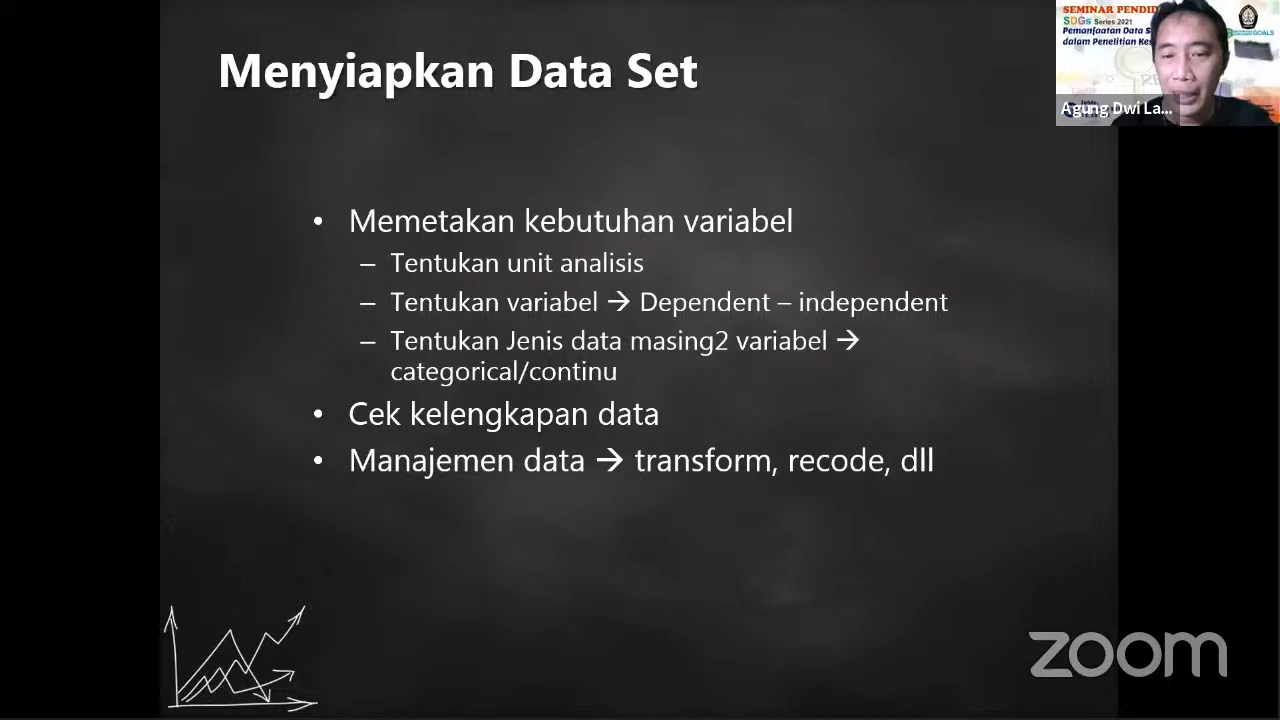 Menyiapkan Data Set
• Memetakan kebutuhan variabel
– Tentukan unit analisis
– Tentukan variabel → Dependent – independent
– Tentukan Jenis data masing2 variabel →
categorical/continu
• Cek kelengkapan data
• Manajemen data → transform, recode, dll
SEMINAR PENDID
SDGs Series 2021
Pemanfaatan Data S
dalam Penelitian Kes
GOALS
Agung Dwi La...
zoom